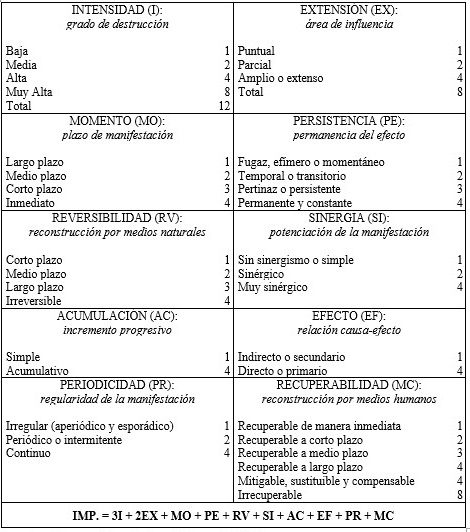 INTENSIDAD (I):
grado de destrucción
Baja 1
Media 2
Alta 4
Muy Alta 8
Total 12
EXTENSION (EX):
área de influencia
Puntual 1
Parcial 2
Amplio o extenso 4
Total 8
MOMENTO (MO):
plazo de manifestación
Largo plazo 1
Medio plazo 2
Corto plazo 3
Inmediato 4
PERSISTENCIA (PE):
permanencia del efecto
Fugaz, efímero o momentáneo 1
Temporal o transitorio 2
Pertinaz o persistente 3
Permanente y constante 4
REVERSIBILIDAD (RV):
reconstrucción por medios naturales
Corto plazo 1
Medio plazo 2
Largo plazo 3
Irreversible 4
SINERGIA (SI):
potenciación de la manifestación
Sin sinergismo o simple 1
Sinérgico 2
Muy sinérgico 4
ACUMULACIÓN (AC):
incremento progresivo
Simple 1
Acumulativo 4
EFECTO (EF):
relación causa-efecto
Indirecto o secundario 1
Directo o primario 4
PERIODICIDAD (PR):
regularidad de la manifestación
Irregular (aperiódico y esporádico) 1
Periódico o intermitente 2
Continuo 4
RECUPERABILIDAD (MC):
reconstrucción por medios humanos
Recuperable de manera inmediata 1
Recuperable a corto plazo 2
Recuperable a medio plazo 3
Recuperable a largo plazo 4
Mitigable, sustituible y compensable 4
Irrecuperable 8
IMP. = 3I + 2EX + MO + PE + RV + SI + AC + EF + PR + MC